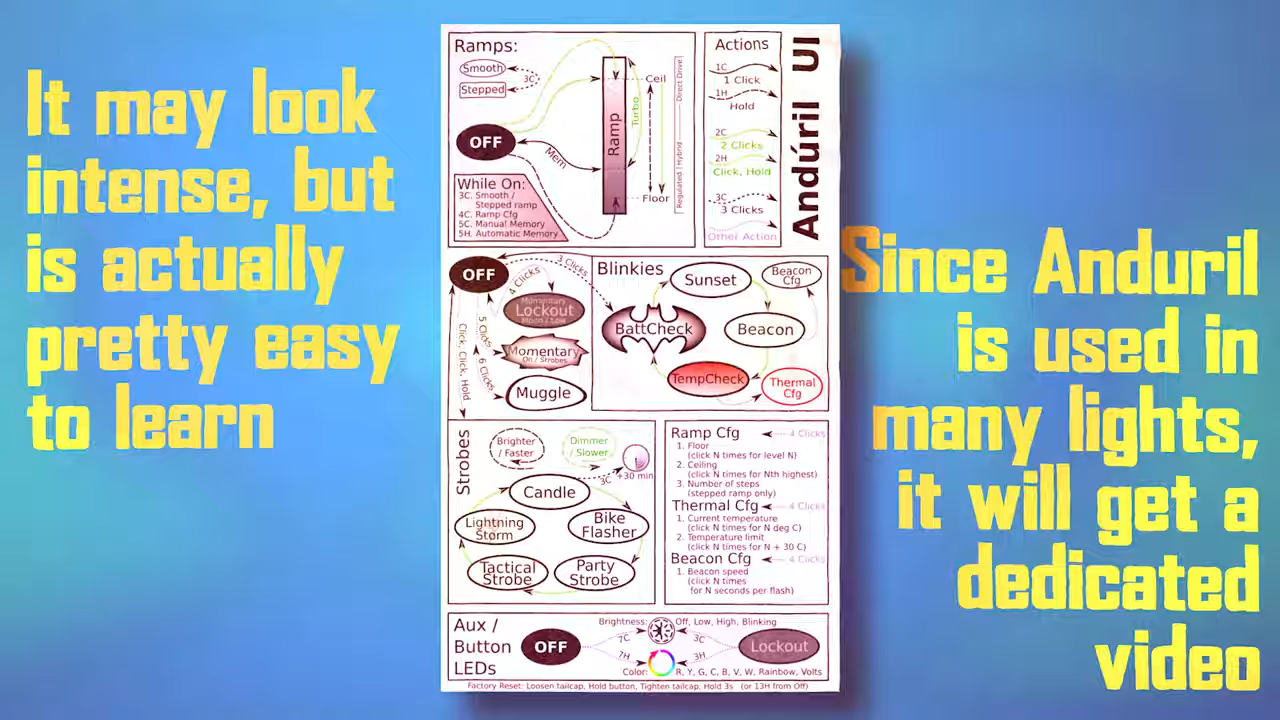 It may look
intense, but
is actually
pretty easy
to learn
Ramps:
Smooth
Stepped
3C
OFF
Mem
Ramp
Turbo
Ceil
Floor
Regulated | Hybrid ——— Direct Drive
While On:
3C. Smooth /
Stepped ramp
4C. Ramp Cfg
5C. Manual Memory
5H. Automatic Memory
Actions
1C
1 Click
1H
Hold
2C
2 Clicks
2H
Click, Hold
3C
3 Clicks
Other Action
Andúril UI
OFF
3 Clicks
4 Clicks
5 Clicks
6 Clicks
Click, Click, Hold
Momentary
Lockout
Moon / Low
Momentary
On / Strobes
Muggle
Blinkies
Sunset
Beacon
Cfg
BattCheck
Beacon
TempCheck
Thermal
Cfg
Strobes
Brighter
/ Faster
Dimmer
/ Slower
3C
+30 min
Candle
Lightning
Storm
Bike
Flasher
Tactical
Strobe
Party
Strobe
Ramp Cfg
4 Clicks
1. Floor
(click N times for level N)
2. Ceiling
(click N times for Nth highest)
3. Number of steps
(stepped ramp only)
Thermal Cfg
4 Clicks
1. Current temperature
(click N times for N deg C)
2. Temperature limit
(click N times for N + 30 C)
Beacon Cfg
4 Clicks
1. Beacon speed
(click N times
for N seconds per flash)
Aux /
Button
LEDs
OFF
Brightness:
Off, Low, High, Blinking
7C
3C
7H
3H
Lockout
Color:
R, Y, G, C, B, V, W, Rainbow, Volts
Factory Reset: Loosen tailcap, Hold button, Tighten tailcap, Hold 3s (or 13H from Off)
Since Anduril
is used in
many lights,
it will get a
dedicated
video